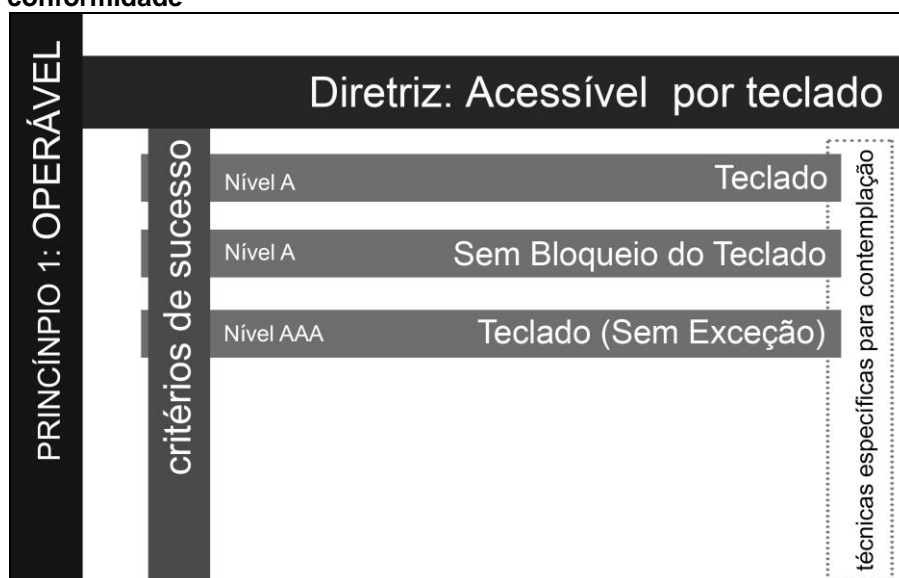 conformidade
PRINCÍNPIO 1: OPERÁVEL
Diretriz: Acessível por teclado
critérios de sucesso
Nível A
Teclado
Nível A
Sem Bloqueio do Teclado
Nível AAA
Teclado (Sem Exceção)
técnicas específicas para contemplação